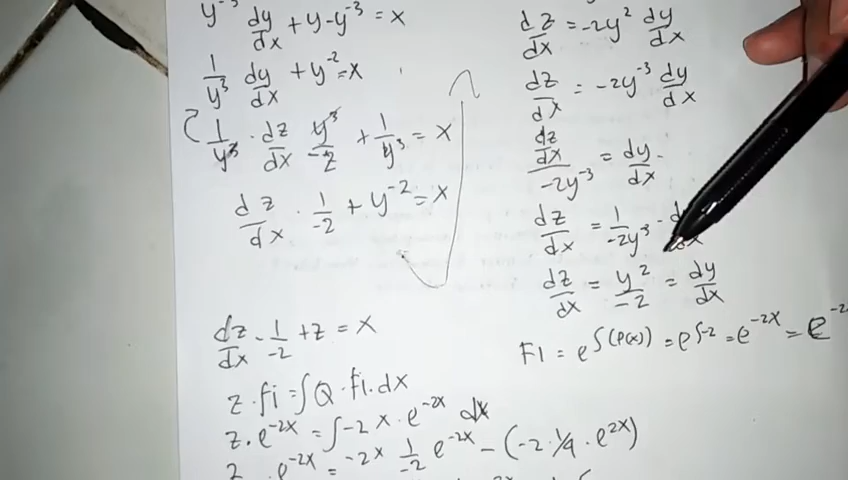 y^-3 dy/dx + y-y^-3 = x
1/y^3 dy/dx + y^-2 = x
1/y^3 · dz/dx y^3/-2 + 1/y^3 = x
dz/dx · 1/-2 + y^-2 = x
dz/dx - 1/-2 + z = x
z · fi = ∫Q · fi · dx
z · e^-2x = ∫-2x · e^-2x dx
e^-2x = -2x 1/-2 e^-2x - (-2 · 1/4 · e^2x)
dz/dx = -2y^2 dy/dx
dz/dx = -2y^-3 dy/dx
dz/dx/-2y^-3 = dy/dx
dz/dx = 1/-2y^-3 -
dz/dx = y^2/-2 = dy/dx
FI = e^∫(P(x)) = e^∫-2 = e^-2x = e^-2